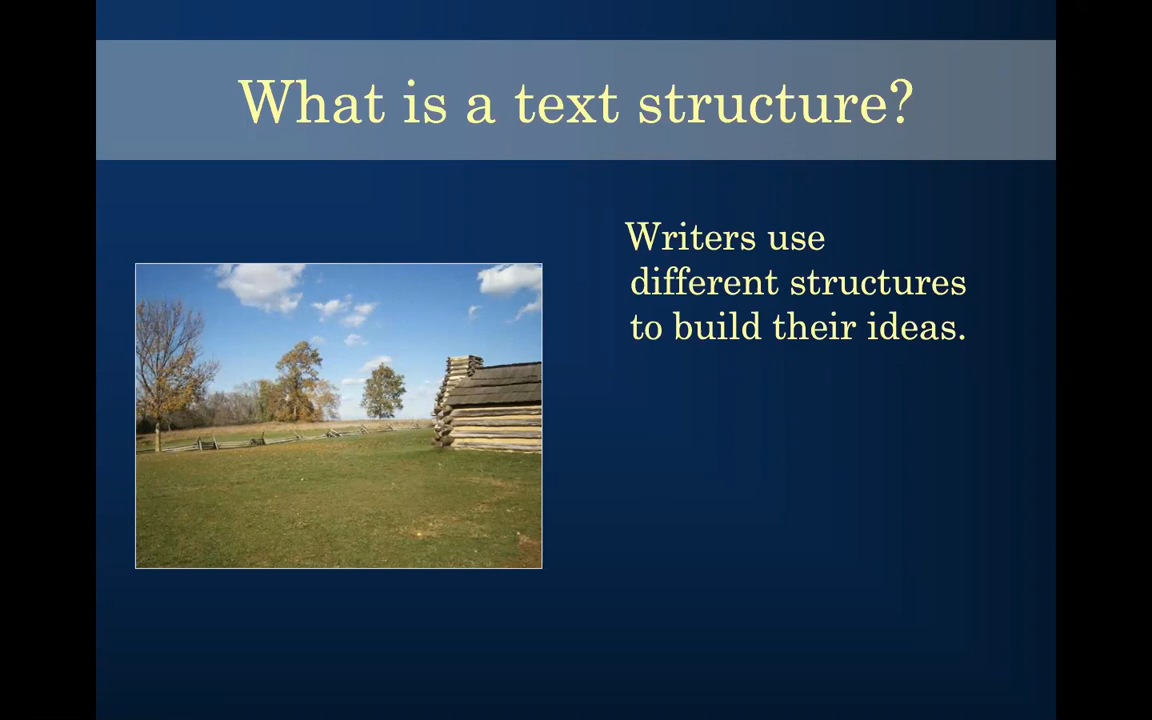 What is a text structure?
Writers use
different structures
to build their ideas.